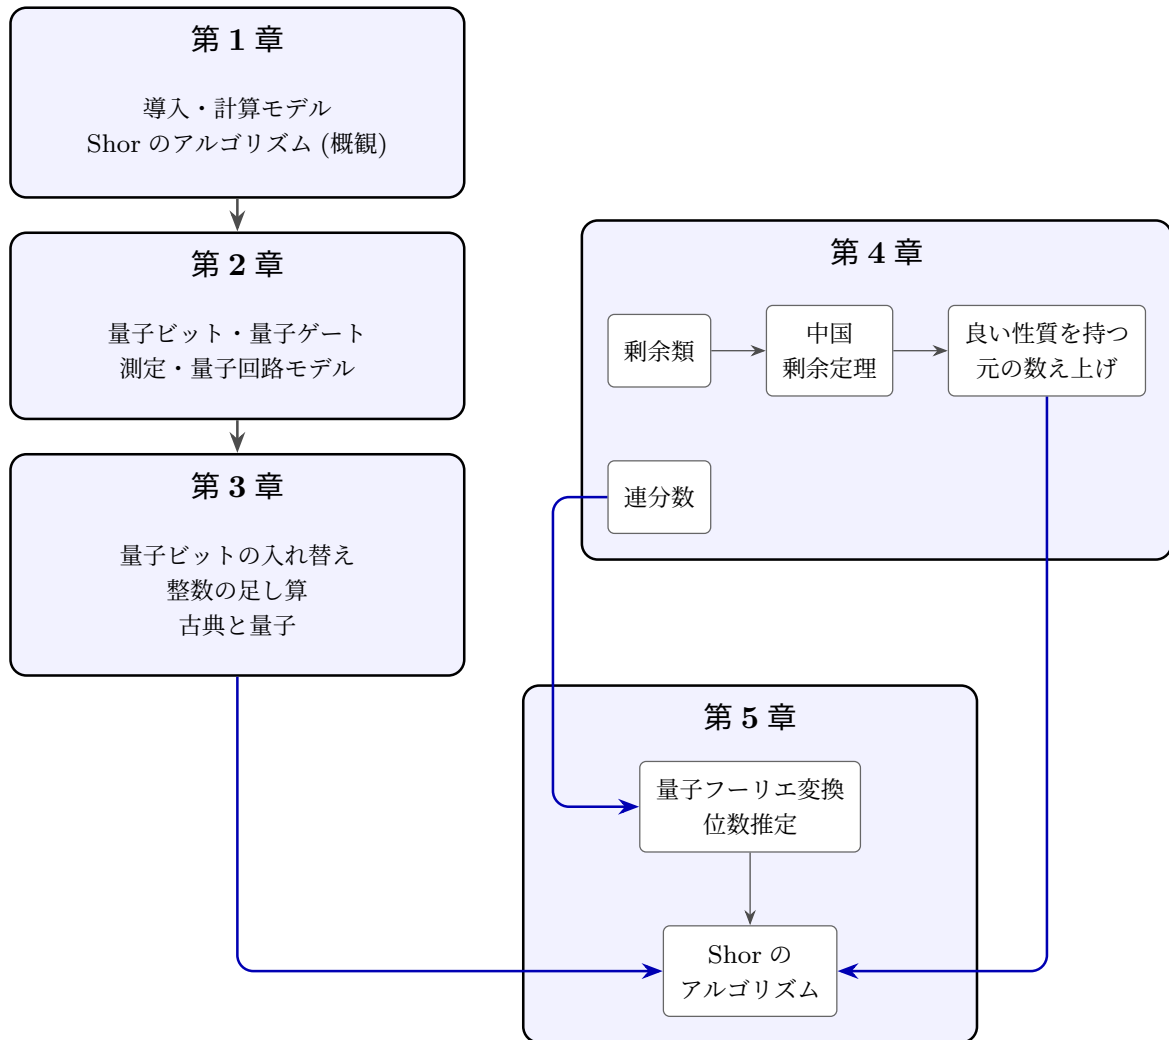 第 1 章
導入・計算モデル
Shor のアルゴリズム (概観)
第 2 章
量子ビット・量子ゲート
測定・量子回路モデル
第 3 章
量子ビットの入れ替え
整数の足し算
古典と量子
第 4 章
剰余類
中国
剰余定理
良い性質を持つ
元の数え上げ
連分数
第 5 章
量子フーリエ変換
位数推定
Shor の
アルゴリズム